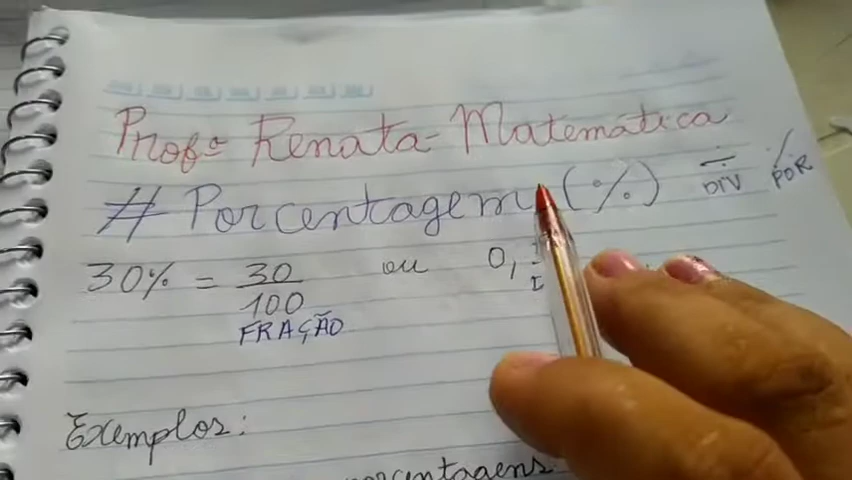 Profª Renata - Matemática
# Porcentagem (%) ÷ DIV / POR
30% = 30/100 ou 0,
FRAÇÃO
Exemplos:
porcentagens